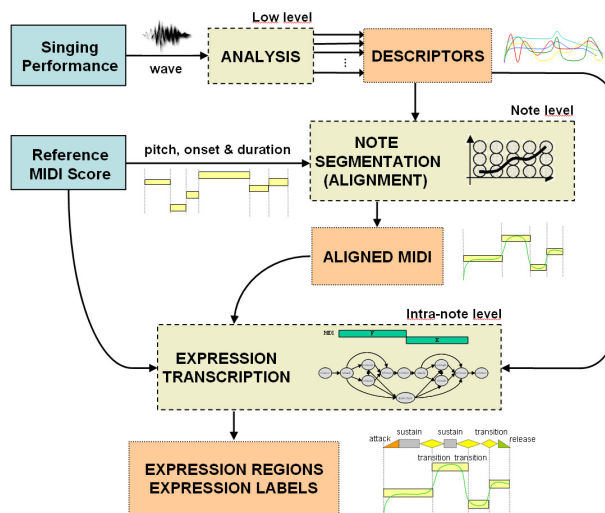 Low level
Singing
Performance
wave
ANALYSIS
DESCRIPTORS
Note level
Reference
MIDI Score
pitch, onset & duration
NOTE
SEGMENTATION
(ALIGNMENT)
ALIGNED MIDI
Intra-note level
MIDI
EXPRESSION
TRANSCRIPTION
sustain sustain transition
attack release
transition transition
EXPRESSION REGIONS
EXPRESSION LABELS